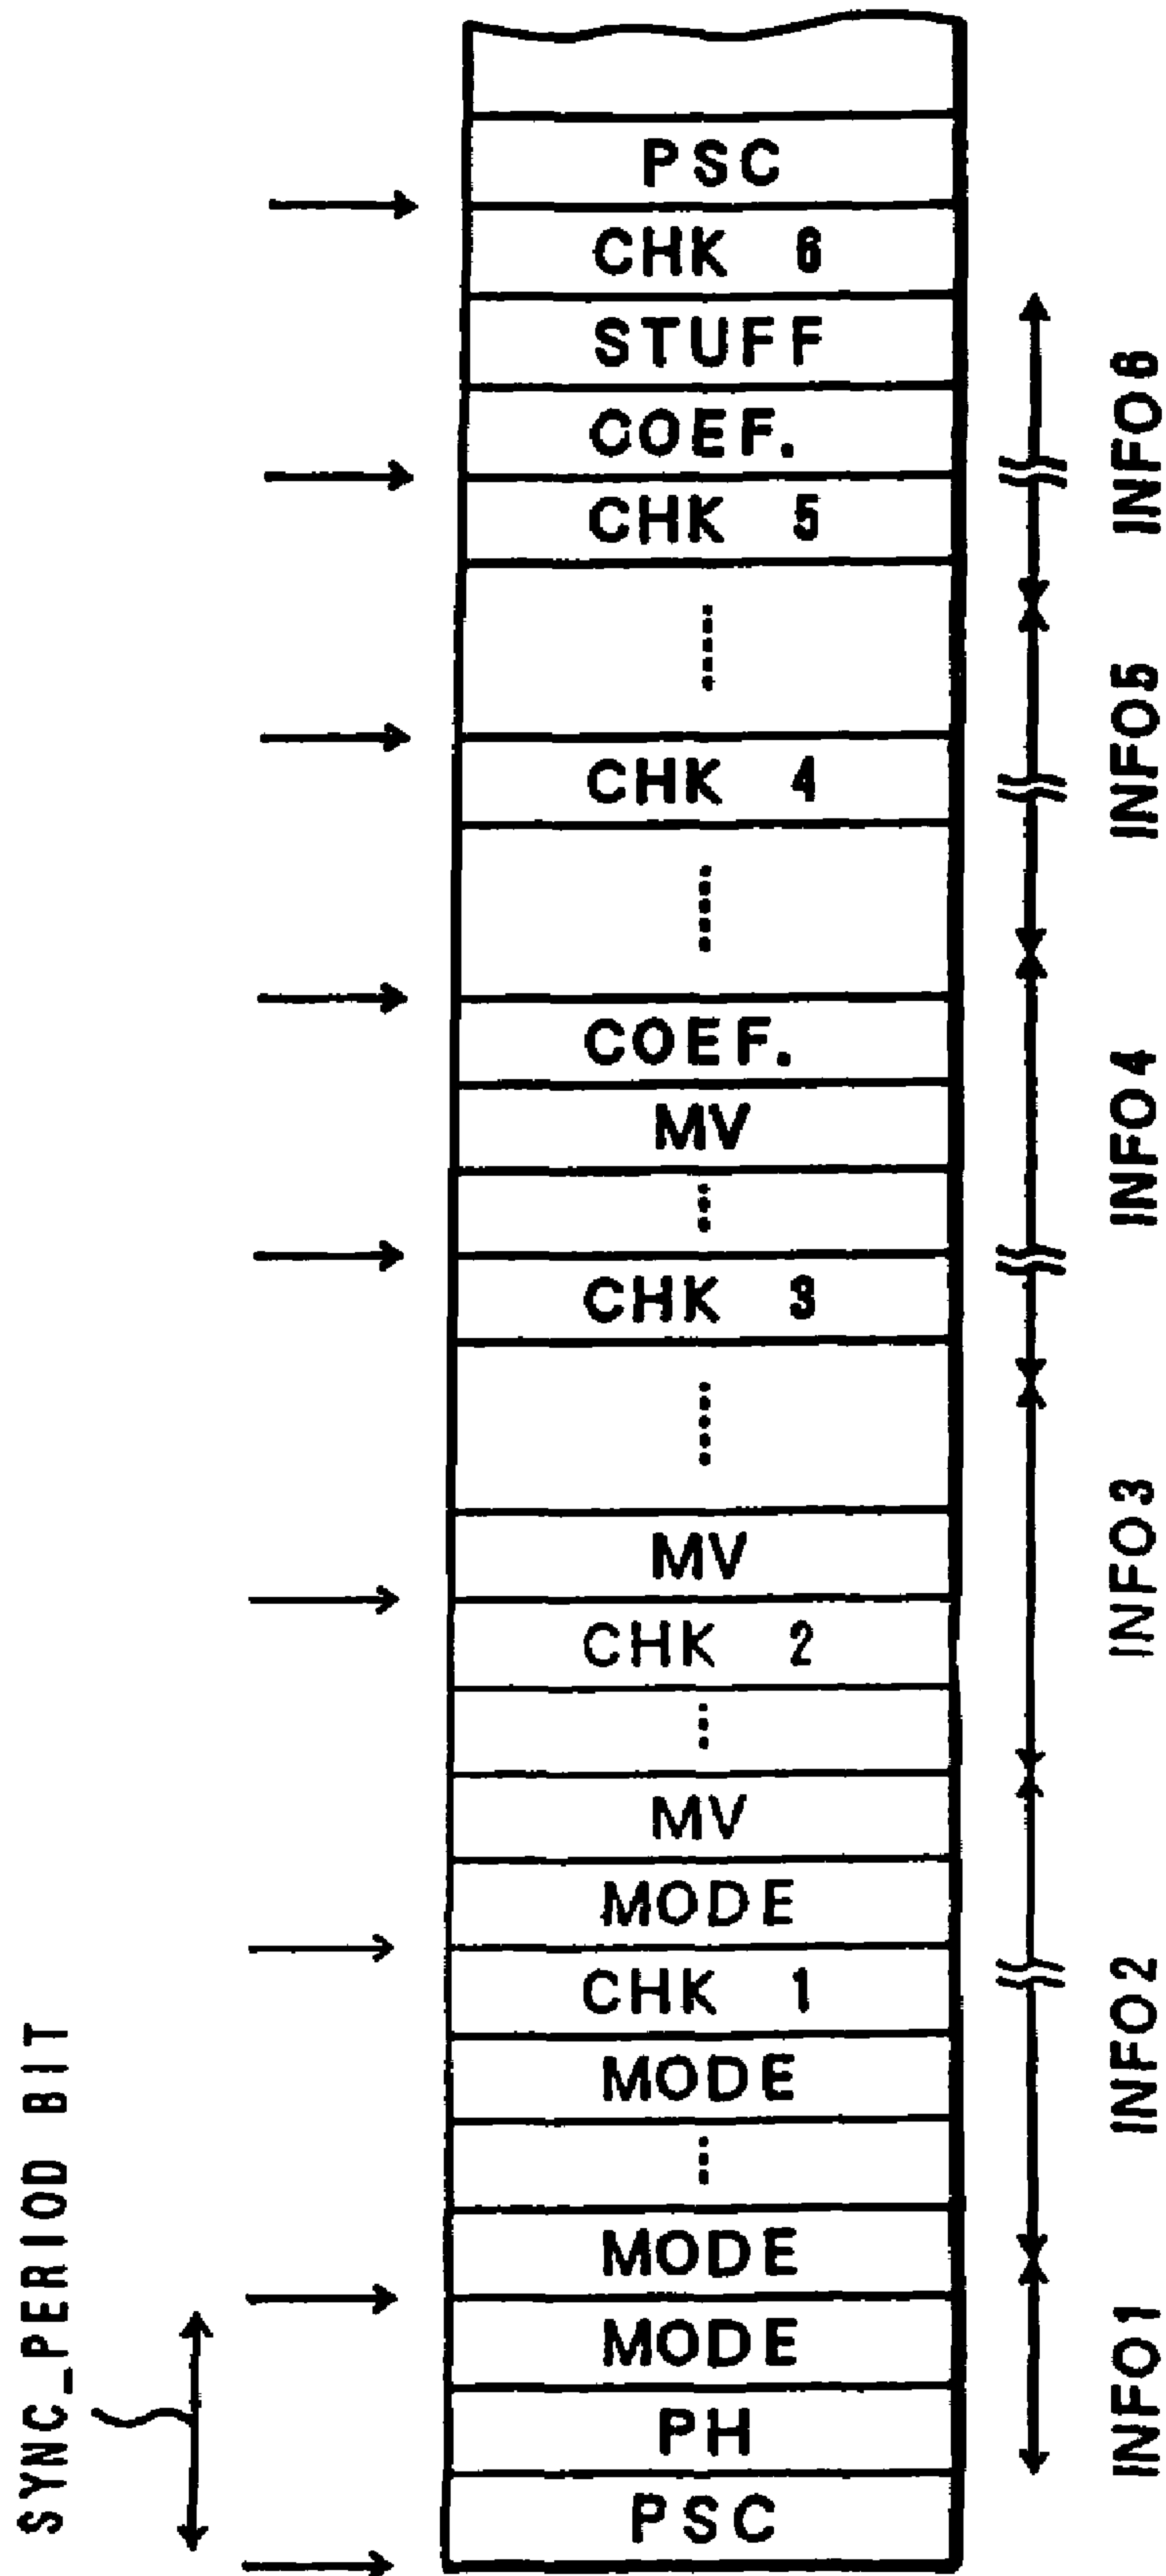 PSC
CHK 6
STUFF
COEF.
CHK 5
.....
CHK 4
.....
COEF.
MV
...
CHK 3
.....
MV
CHK 2
...
MV
MODE
CHK 1
MODE
...
MODE
MODE
PH
PSC
SYNC_PERIOD BIT
INFO6
INFO5
INFO4
INFO3
INFO2
INFO1